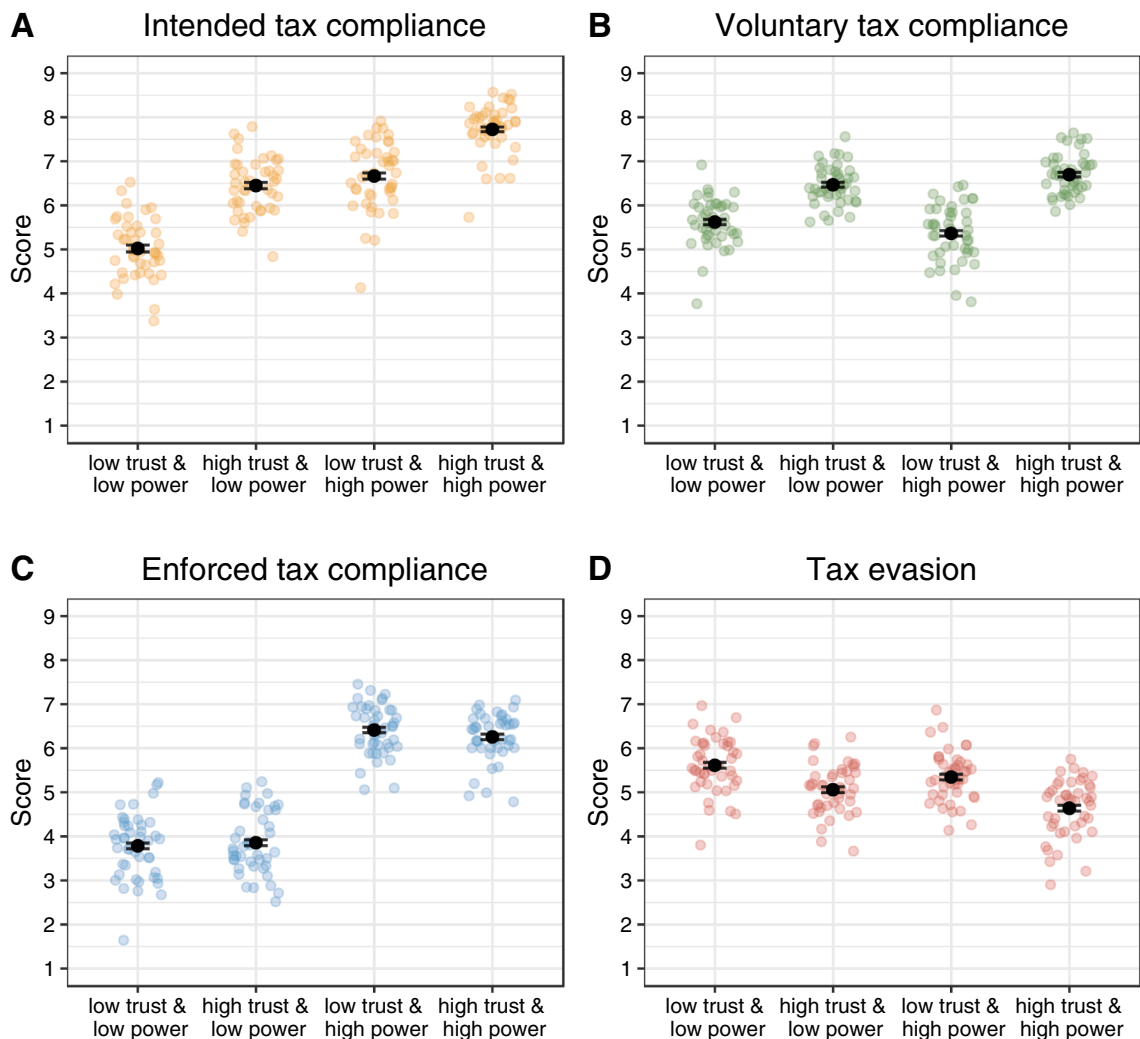 A Intended tax compliance
Score
9
8
7
6
5
4
3
2
1
low trust & high trust & low trust & high trust &
low power low power high power high power
B Voluntary tax compliance
Score
9
8
7
6
5
4
3
2
1
low trust & high trust & low trust & high trust &
low power low power high power high power
C Enforced tax compliance
Score
9
8
7
6
5
4
3
2
1
low trust & high trust & low trust & high trust &
low power low power high power high power
D Tax evasion
Score
9
8
7
6
5
4
3
2
1
low trust & high trust & low trust & high trust &
low power low power high power high power